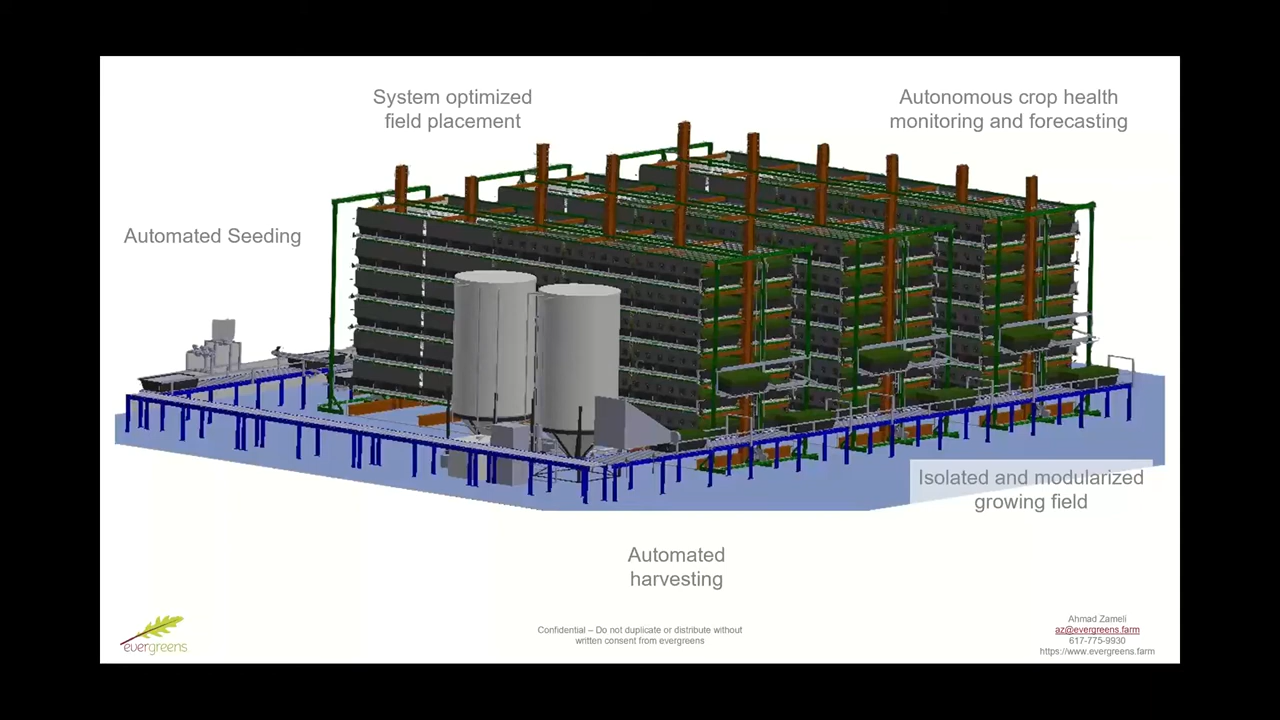 System optimized
field placement
Autonomous crop health
monitoring and forecasting
Automated Seeding
Isolated and modularized
growing field
Automated
harvesting
evergreens
Confidential – Do not duplicate or distribute without
written consent from evergreens
Ahmad Zameli
az@evergreens.farm
617-775-9930
https://www.evergreens.farm